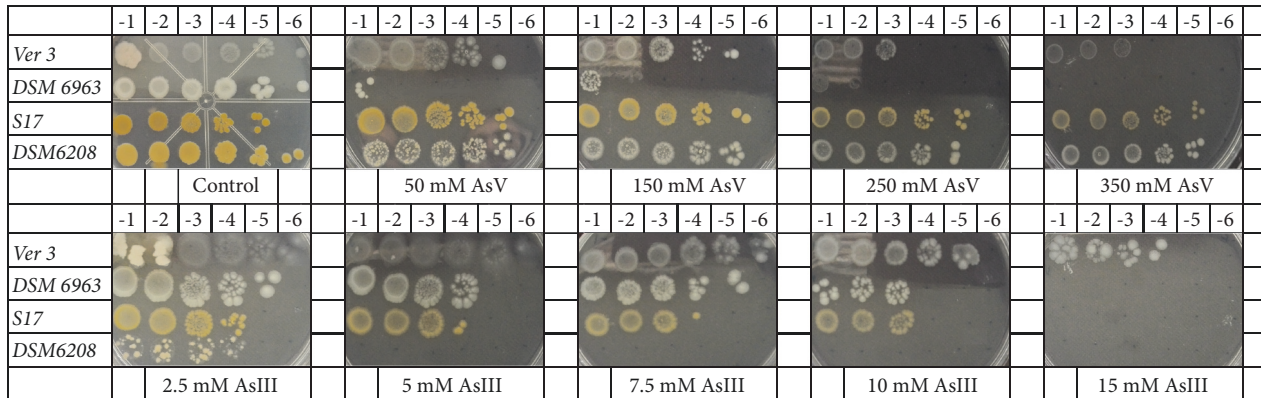 -1 -2 -3 -4 -5 -6 -1 -2 -3 -4 -5 -6 -1 -2 -3 -4 -5 -6 -1 -2 -3 -4 -5 -6 -1 -2 -3 -4 -5 -6
Ver 3
DSM 6963
S17
DSM6208
Control 50 mM AsV 150 mM AsV 250 mM AsV 350 mM AsV
-1 -2 -3 -4 -5 -6 -1 -2 -3 -4 -5 -6 -1 -2 -3 -4 -5 -6 -1 -2 -3 -4 -5 -6 -1 -2 -3 -4 -5 -6
Ver 3
DSM 6963
S17
DSM6208
2.5 mM AsIII 5 mM AsIII 7.5 mM AsIII 10 mM AsIII 15 mM AsIII